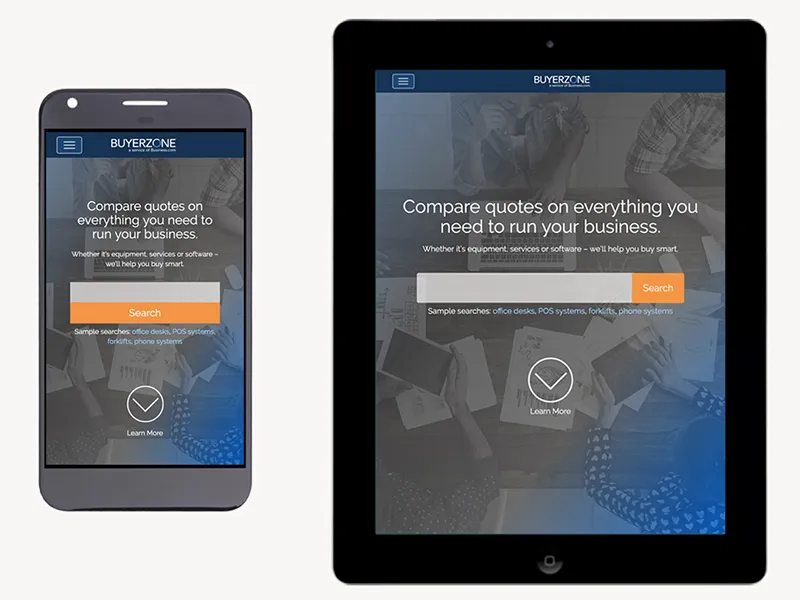 BUYERZONE
a service of Business.com
Compare quotes on
everything you need to
run your business.
Whether it's equipment, services or software –
we'll help you buy smart.
Search
Sample searches: office desks, POS systems,
forklifts, phone systems
Learn More
BUYERZONE
a service of Business.com
Compare quotes on everything you
need to run your business.
Whether it's equipment, services or software – we'll help you buy smart.
Search
Sample searches: office desks, POS systems, forklifts, phone systems
Learn More